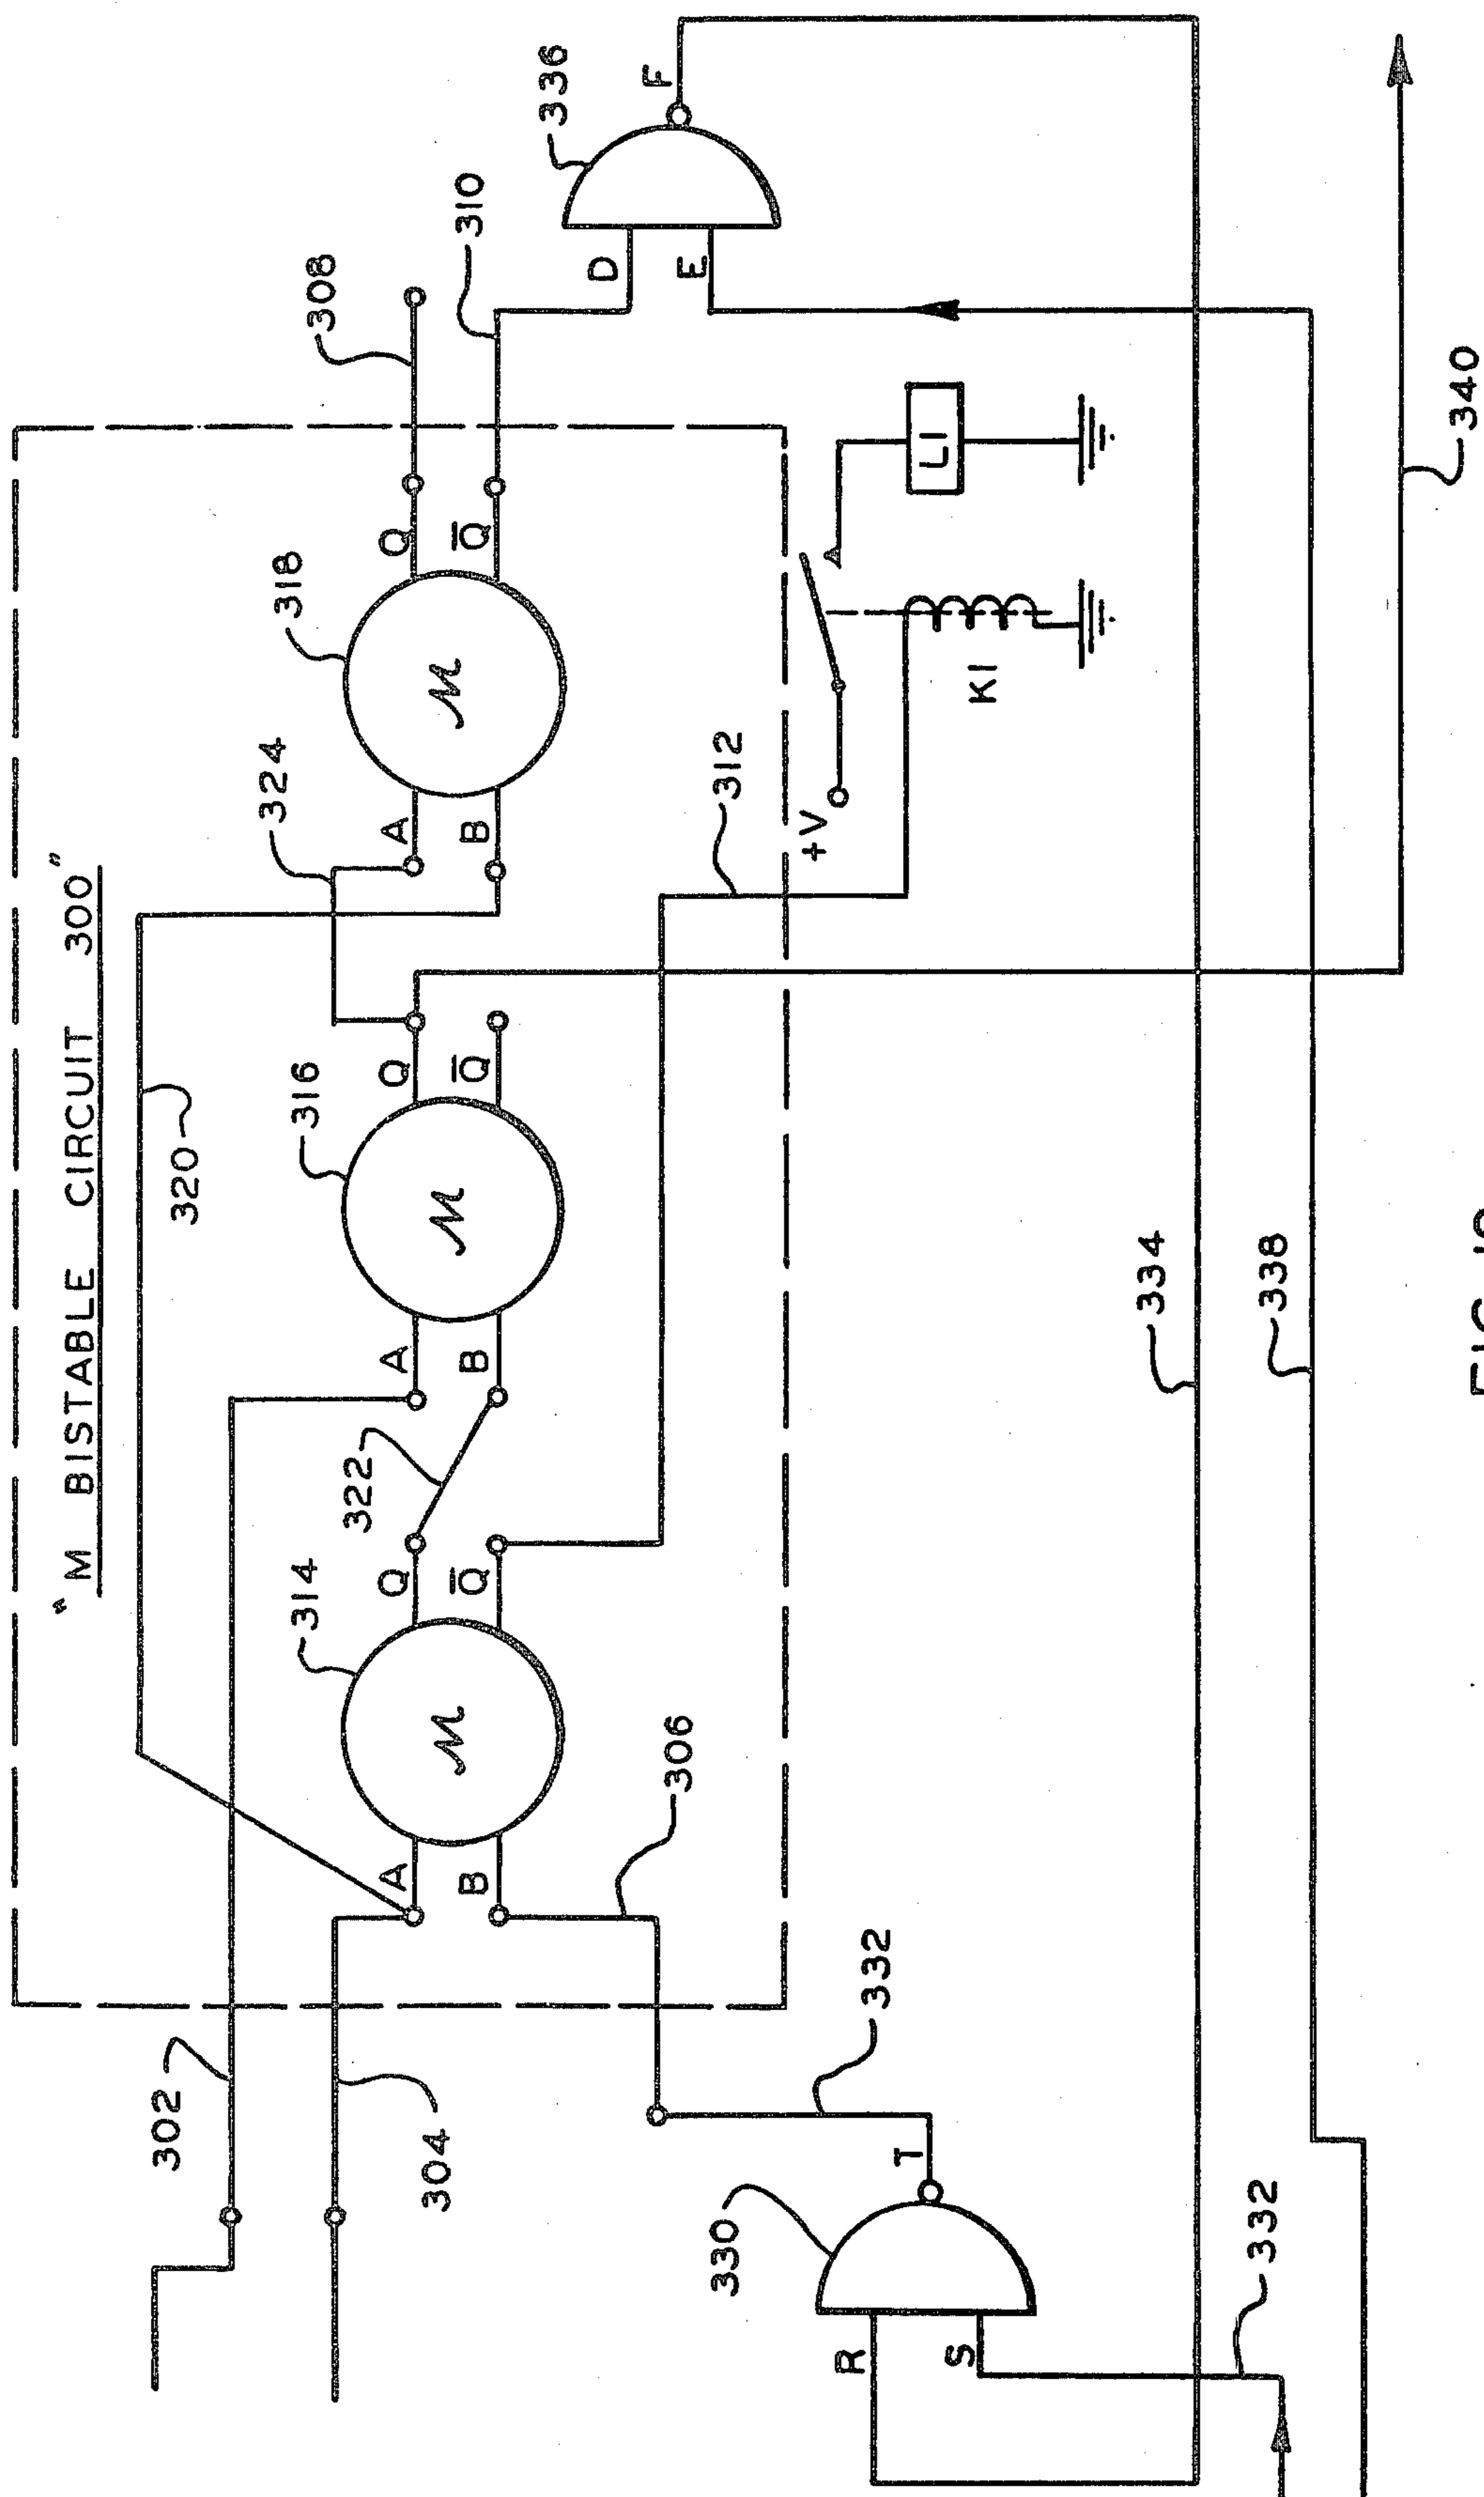 "M BISTABLE CIRCUIT 300"
302
304
320
314
322
316
324
318
308
310
336
A
B
Q
Q̅
M
A
B
Q
Q̅
M
A
B
Q
Q̅
M
D
E
F
306
312
+V
K1
L1
332
330
T
R
S
332
334
338
340